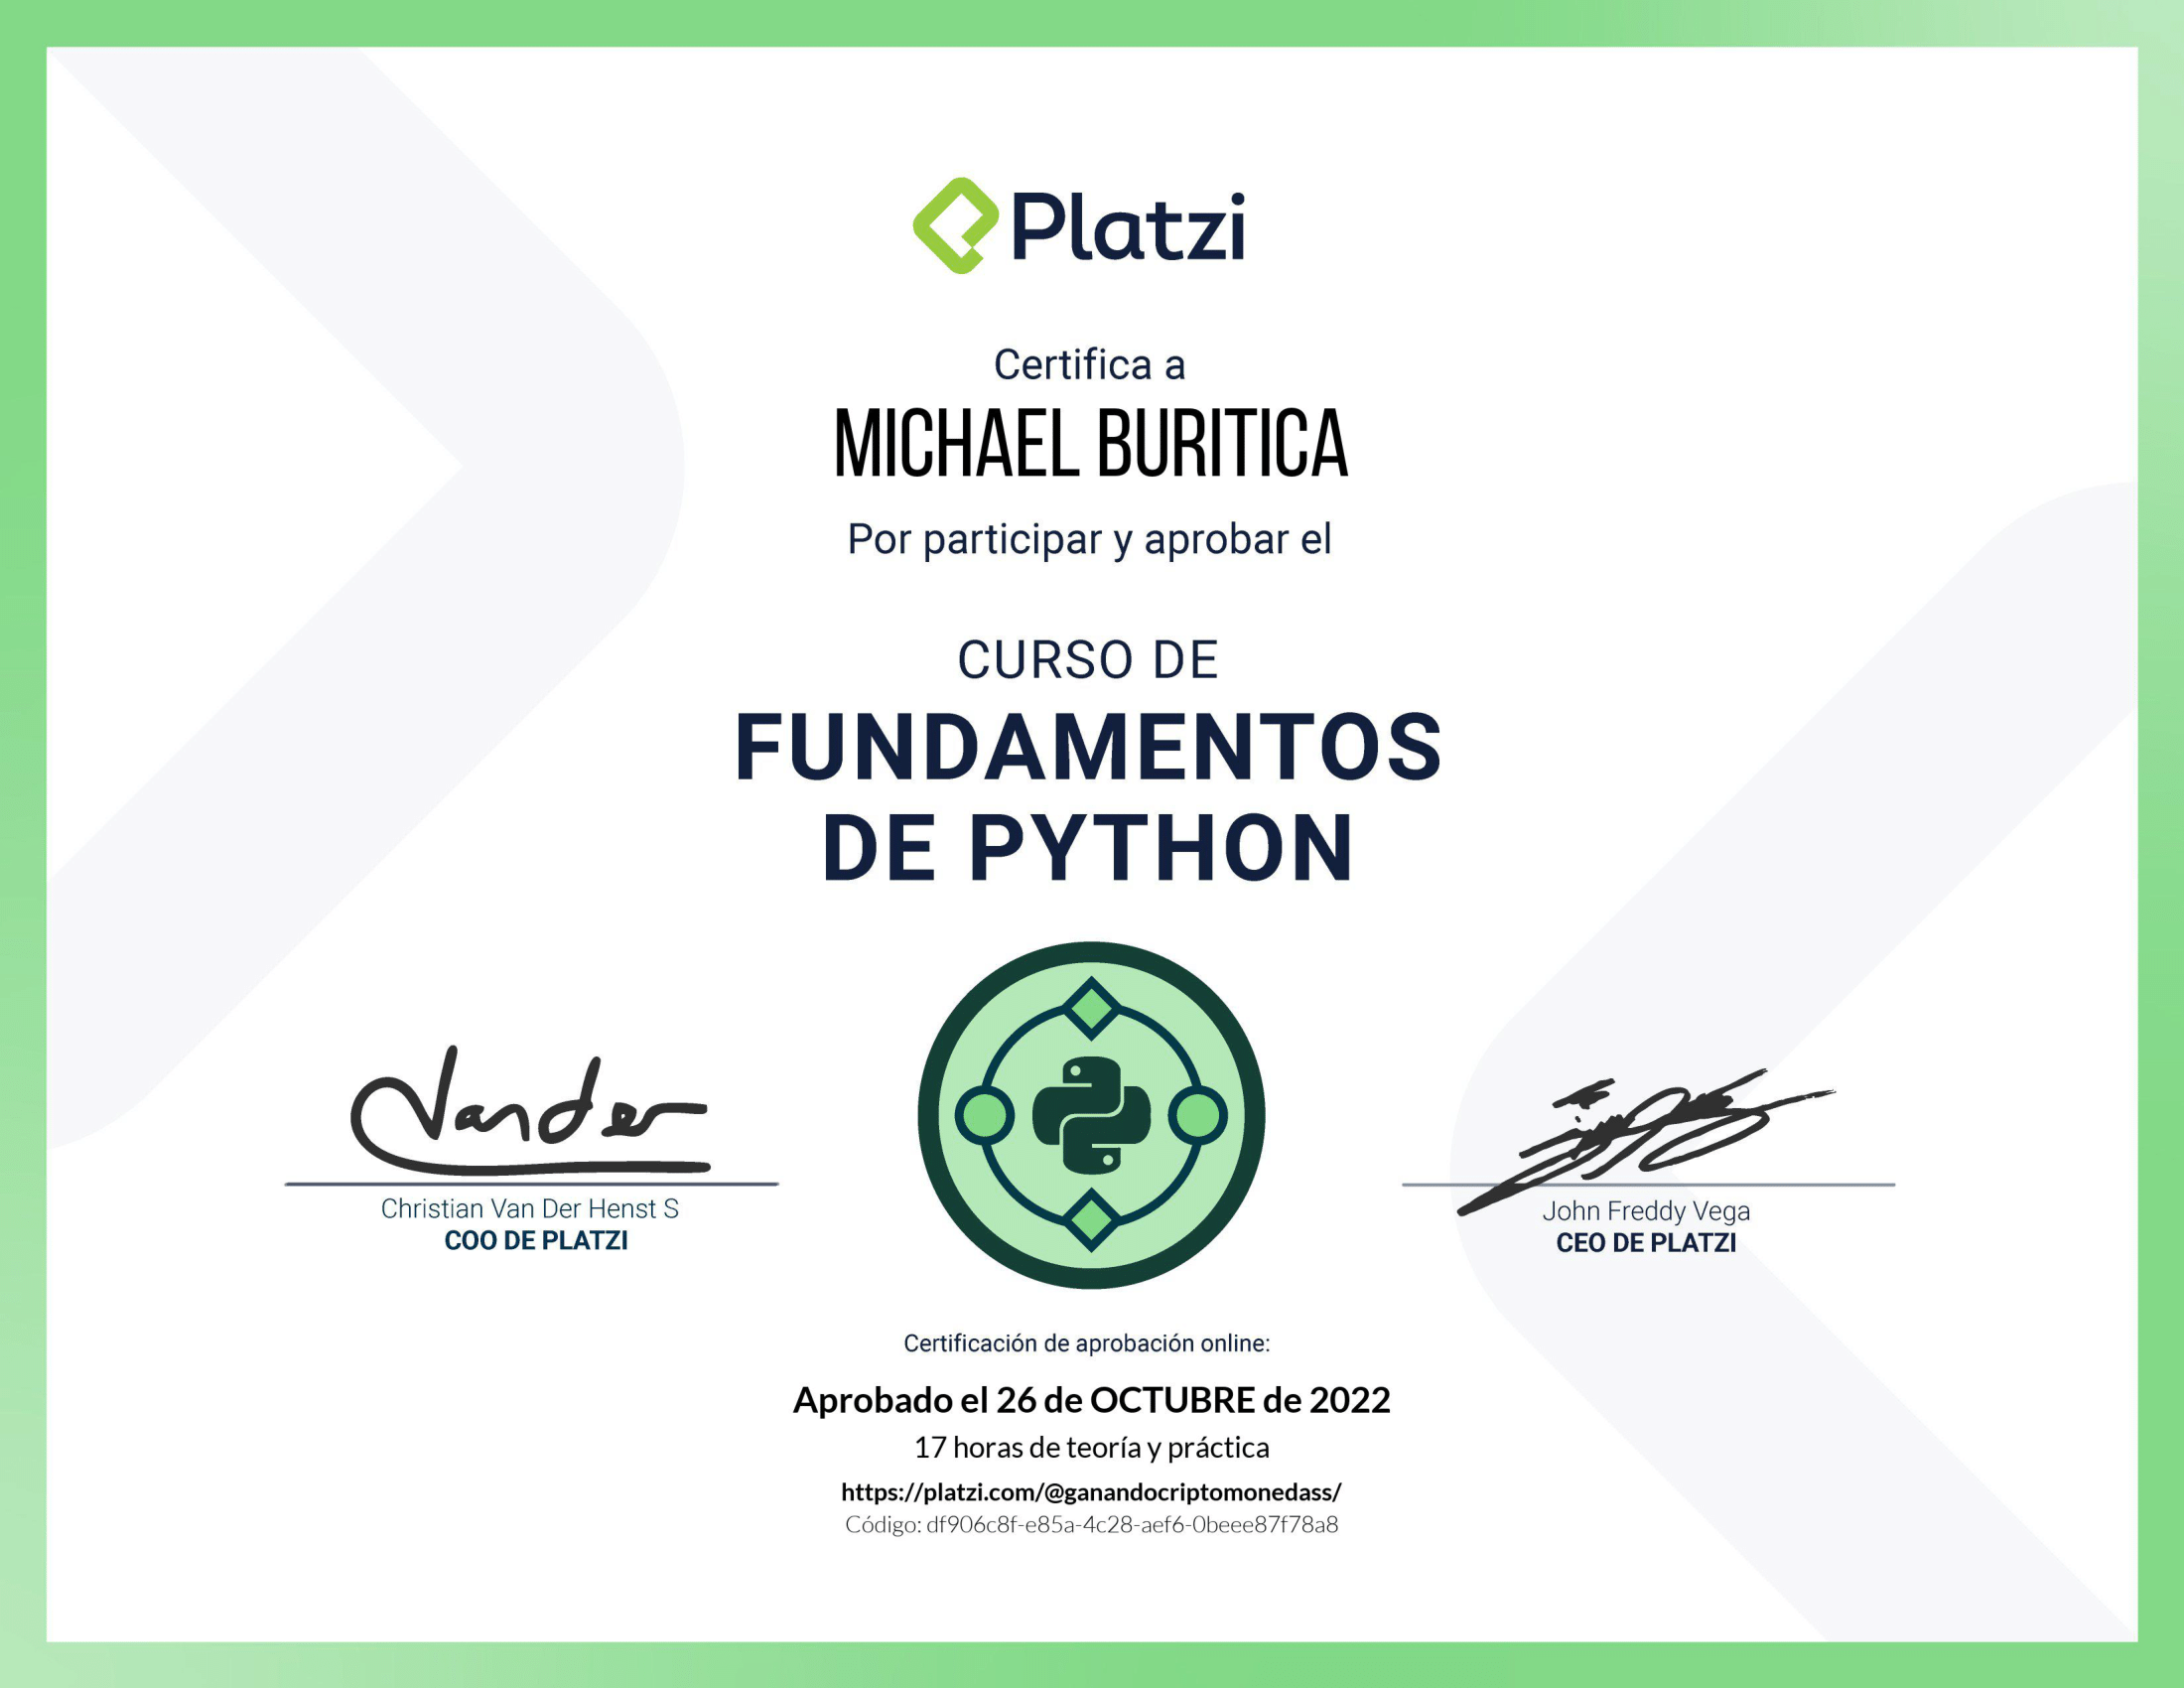 Platzi
Certifica a
MICHAEL BURITICA
Por participar y aprobar el
CURSO DE
FUNDAMENTOS
DE PYTHON
Vander
Christian Van Der Henst S
COO DE PLATZI
John Freddy Vega
CEO DE PLATZI
Certificación de aprobación online:
Aprobado el 26 de OCTUBRE de 2022
17 horas de teoría y práctica
https://platzi.com/@ganandocriptomonedass/
Código: df906c8f-e85a-4c28-aef6-0beee87f78a8